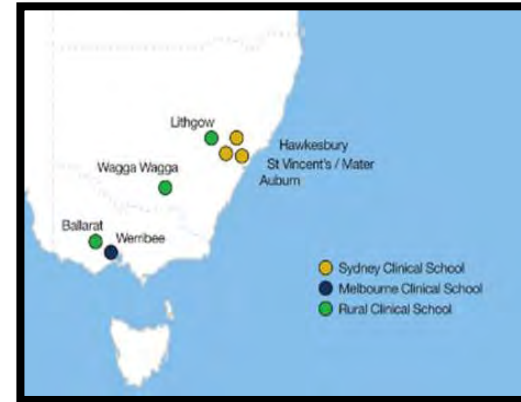 Lithgow
Hawkesbury
St Vincent's / Mater
Auburn
Wagga Wagga
Ballarat
Werribee
Sydney Clinical School
Melbourne Clinical School
Rural Clinical School